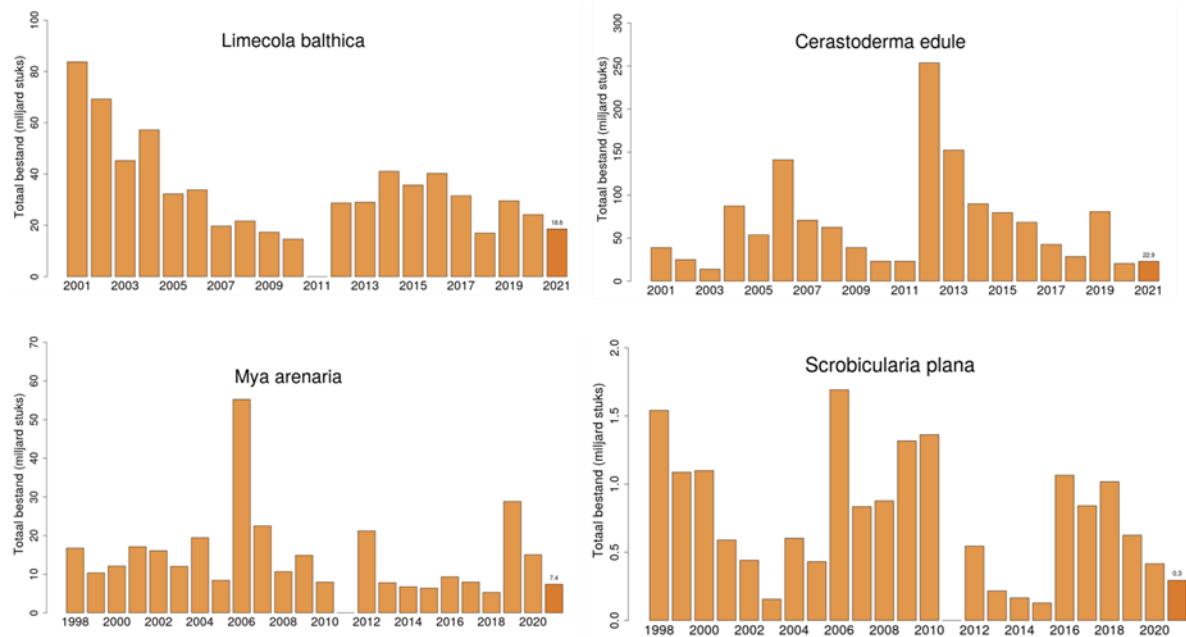 Limecola balthica
Totaal bestand (miljard stuks)
100
80
60
40
20
0
18.6
2001 2003 2005 2007 2009 2011 2013 2015 2017 2019 2021
Cerastoderma edule
Totaal bestand (miljard stuks)
300
250
200
150
100
50
0
22.9
2001 2003 2005 2007 2009 2011 2013 2015 2017 2019 2021
Mya arenaria
Totaal bestand (miljard stuks)
70
60
50
40
30
20
10
0
7.4
1998 2000 2002 2004 2006 2008 2010 2012 2014 2016 2018 2020
Scrobicularia plana
Totaal bestand (miljard stuks)
2.0
1.5
1.0
0.5
0.0
0.3
1998 2000 2002 2004 2006 2008 2010 2012 2014 2016 2018 2020